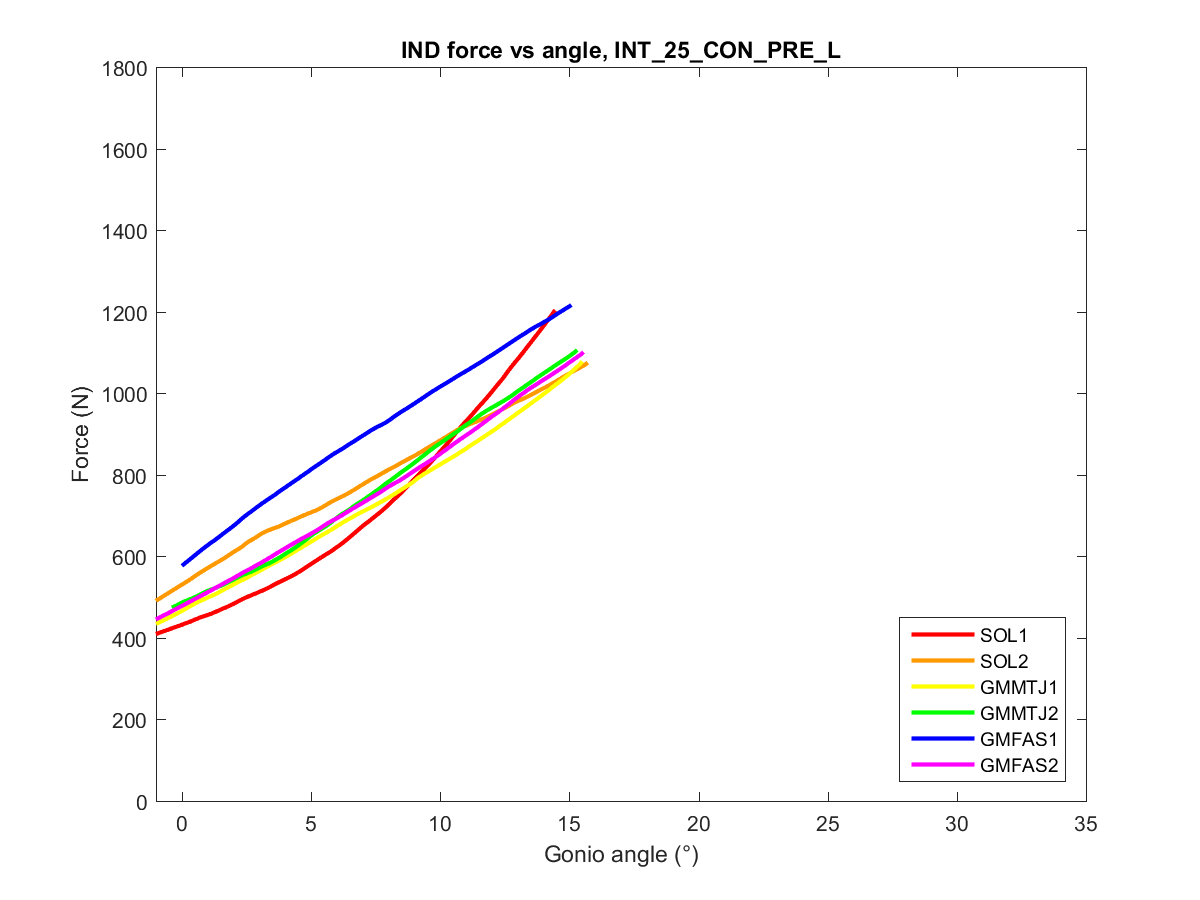 IND force vs angle, INT_25_CON_PRE_L
1800
1600
1400
1200
1000
800
600
400
200
0
Force (N)
0 5 10 15 20 25 30 35
Gonio angle (°)
SOL1
SOL2
GMMTJ1
GMMTJ2
GMFAS1
GMFAS2